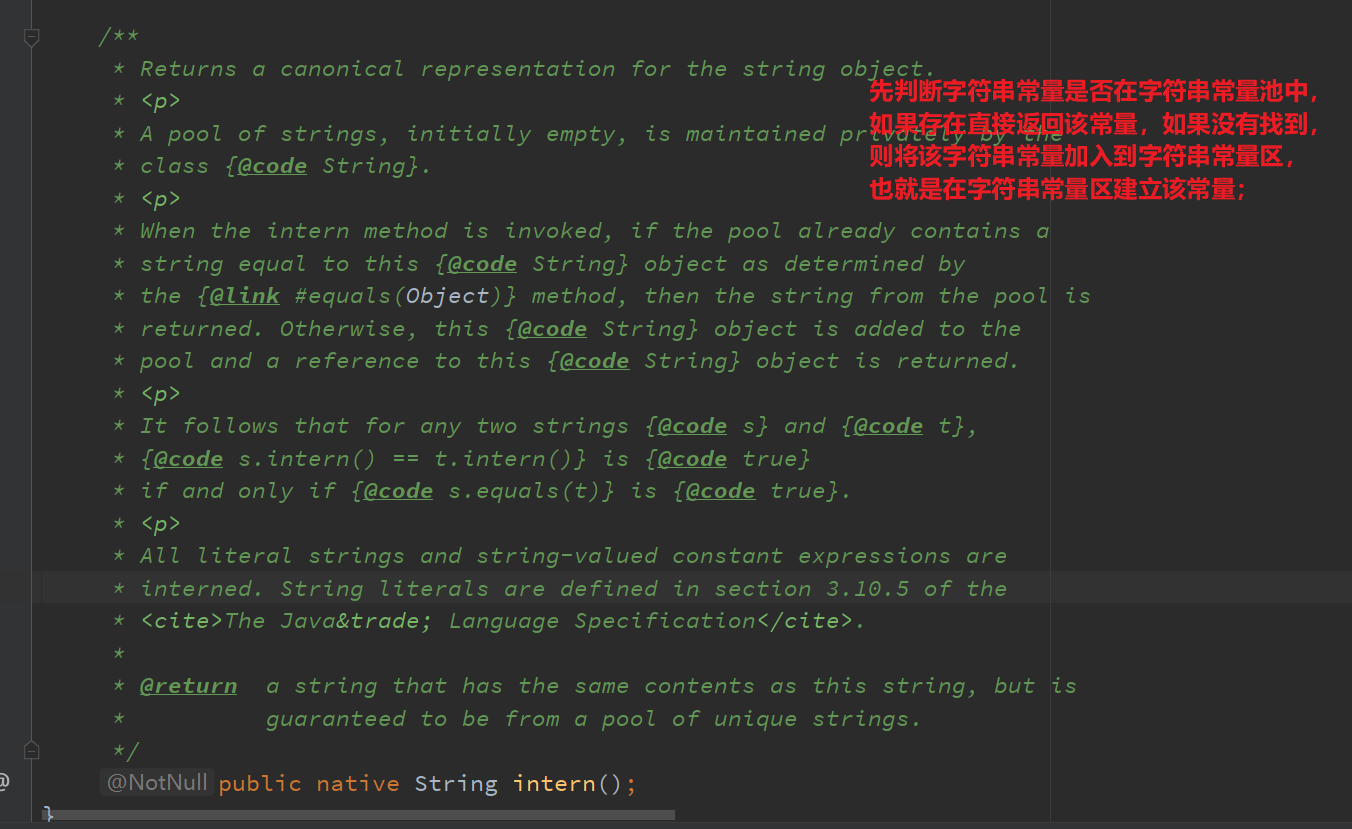 /**
* Returns a canonical representation for the string object.
* <p>
先判断字符串常量是否在字符串常量池中，
* A pool of strings, initially empty, is maintained privately by the
如果存在直接返回该常量，如果没有找到，
则将该字符串常量加入到字符串常量区，
* class {@code String}.
也就是在字符串常量区建立该常量；
* <p>
* When the intern method is invoked, if the pool already contains a
* string equal to this {@code String} object as determined by
* the {@link #equals(Object)} method, then the string from the pool is
* returned. Otherwise, this {@code String} object is added to the
* pool and a reference to this {@code String} object is returned.
* <p>
* It follows that for any two strings {@code s} and {@code t},
* {@code s.intern() == t.intern()} is {@code true}
* if and only if {@code s.equals(t)} is {@code true}.
* <p>
* All literal strings and string-valued constant expressions are
* interned. String literals are defined in section 3.10.5 of the
* <cite>The Java&trade; Language Specification</cite>.
*
* @return  a string that has the same contents as this string, but is
*          guaranteed to be from a pool of unique strings.
*/
@ @NotNull public native String intern();
}